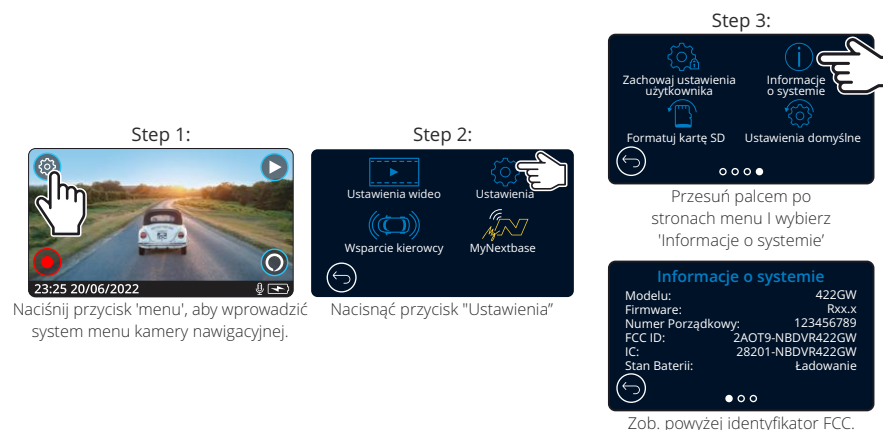 Step 1:
23:25 20/06/2022
Naciśnij przycisk 'menu', aby wprowadzić
system menu kamery nawigacyjnej.
Step 2:
Ustawienia wideo
Ustawienia
Wsparcie kierowcy
MyN
MyNextbase
Nacisnąć przycisk "Ustawienia”
Step 3:
Zachowaj ustawienia
użytkownika
Informacje
o systemie
Formatuj kartę SD
Ustawienia domyślne
Przesuń palcem po
stronach menu I wybierz
'Informacje o systemie’
Informacje o systemie
Modelu: 422GW
Firmware: Rxx.x
Numer Porządkowy: 123456789
FCC ID: 2AOT9-NBDVR422GW
IC: 28201-NBDVR422GW
Stan Baterii: Ładowanie
Zob. powyżej identyfikator FCC.